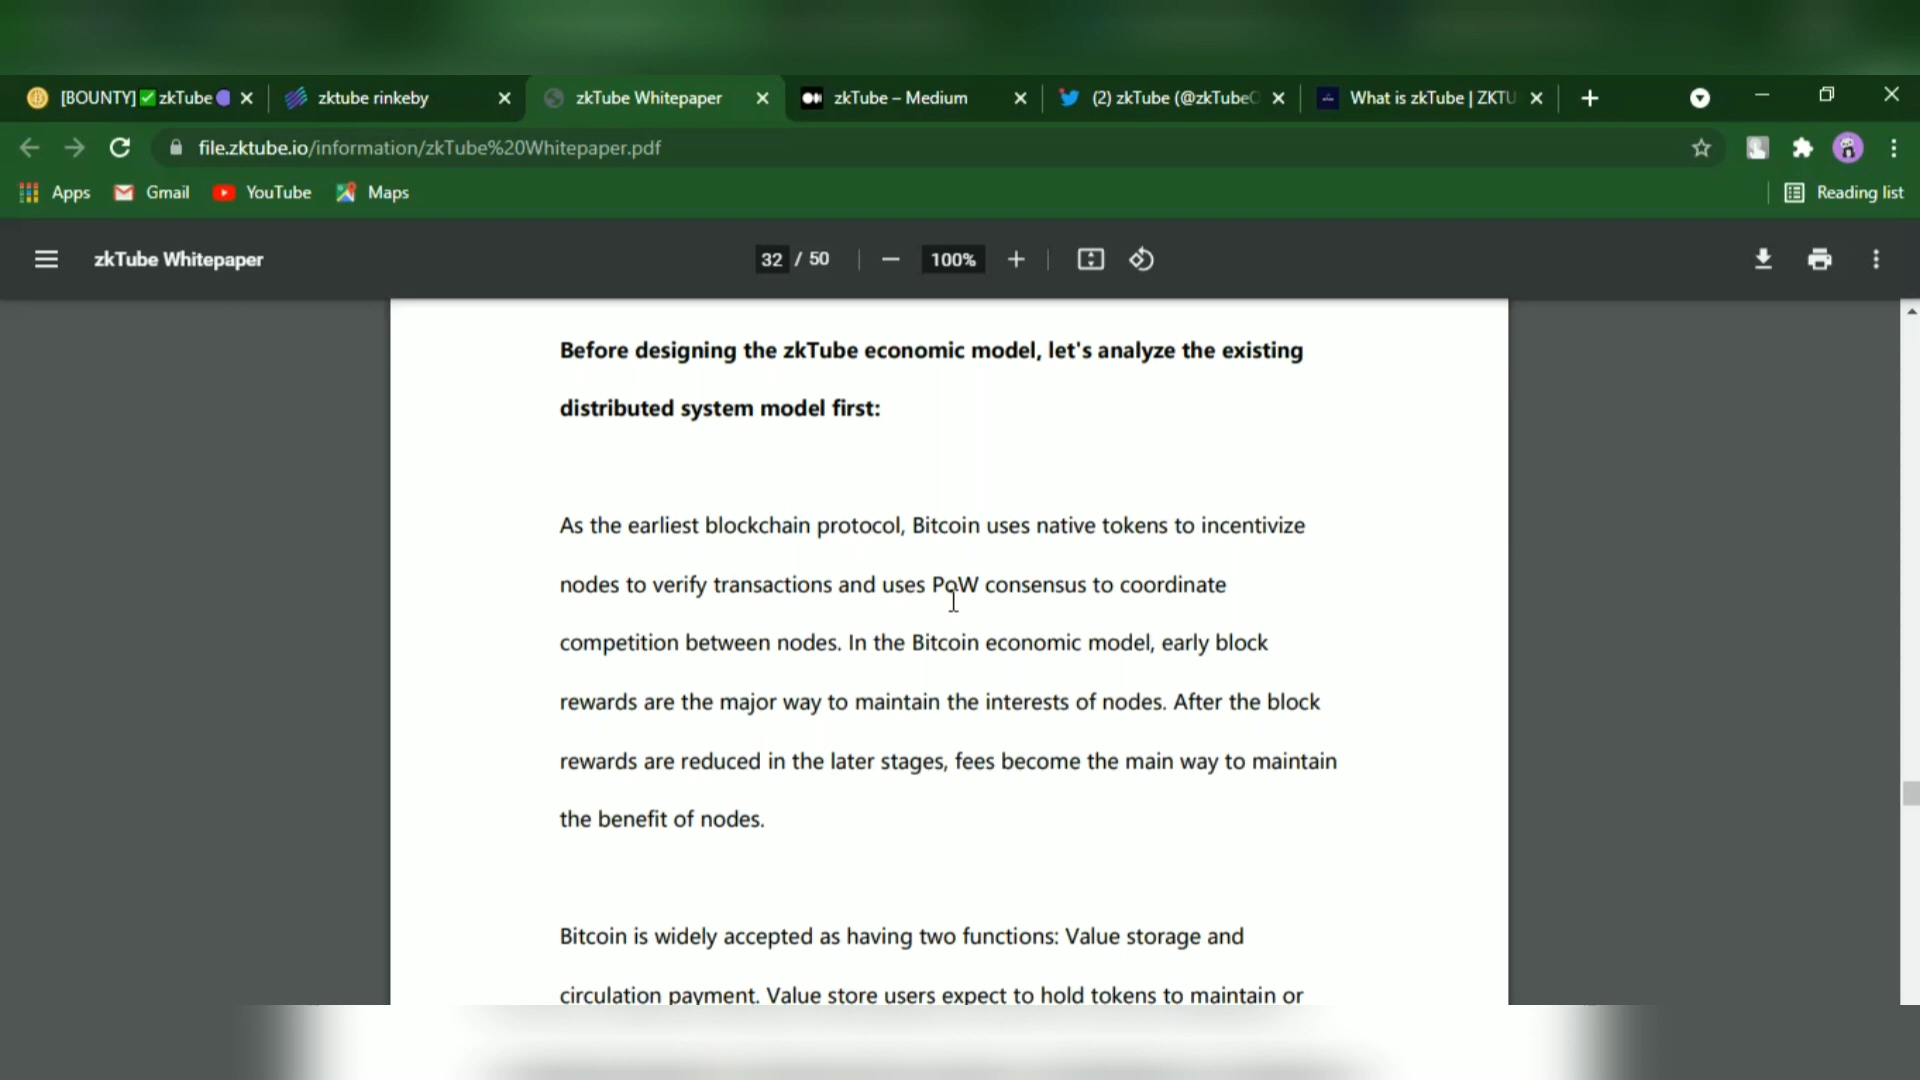 [BOUNTY] ✅ zkTube
zktube rinkeby
zkTube Whitepaper
zkTube – Medium
(2) zkTube (@zkTube
What is zkTube | ZKTU
file.zktube.io/information/zkTube%20Whitepaper.pdf
Apps
Gmail
YouTube
Maps
Reading list
zkTube Whitepaper
32 / 50
100%
Before designing the zkTube economic model, let's analyze the existing
distributed system model first:
As the earliest blockchain protocol, Bitcoin uses native tokens to incentivize
nodes to verify transactions and uses PoW consensus to coordinate
competition between nodes. In the Bitcoin economic model, early block
rewards are the major way to maintain the interests of nodes. After the block
rewards are reduced in the later stages, fees become the main way to maintain
the benefit of nodes.
Bitcoin is widely accepted as having two functions: Value storage and
circulation payment. Value store users expect to hold tokens to maintain or